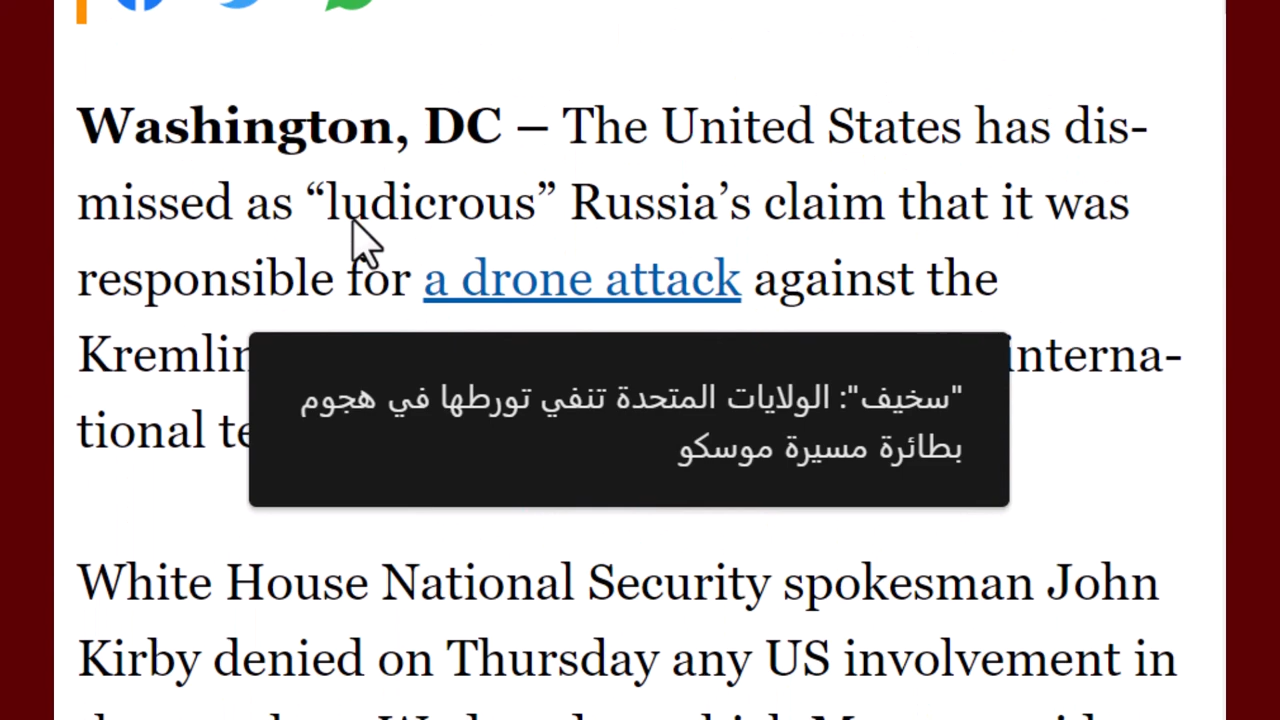 Washington, DC – The United States has dis-
missed as “ludicrous” Russia’s claim that it was
responsible for a drone attack against the
Kremlin interna-
"سخيف": الولايات المتحدة تنفي تورطها في هجوم
tional
بطائرة مسيرة موسكو
White House National Security spokesman John
Kirby denied on Thursday any US involvement in